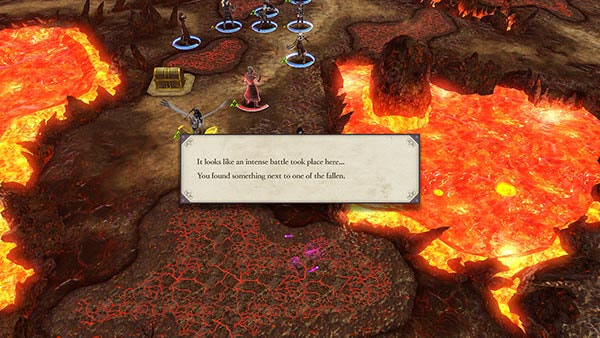 It looks like an intense battle took place here...
You found something next to one of the fallen.